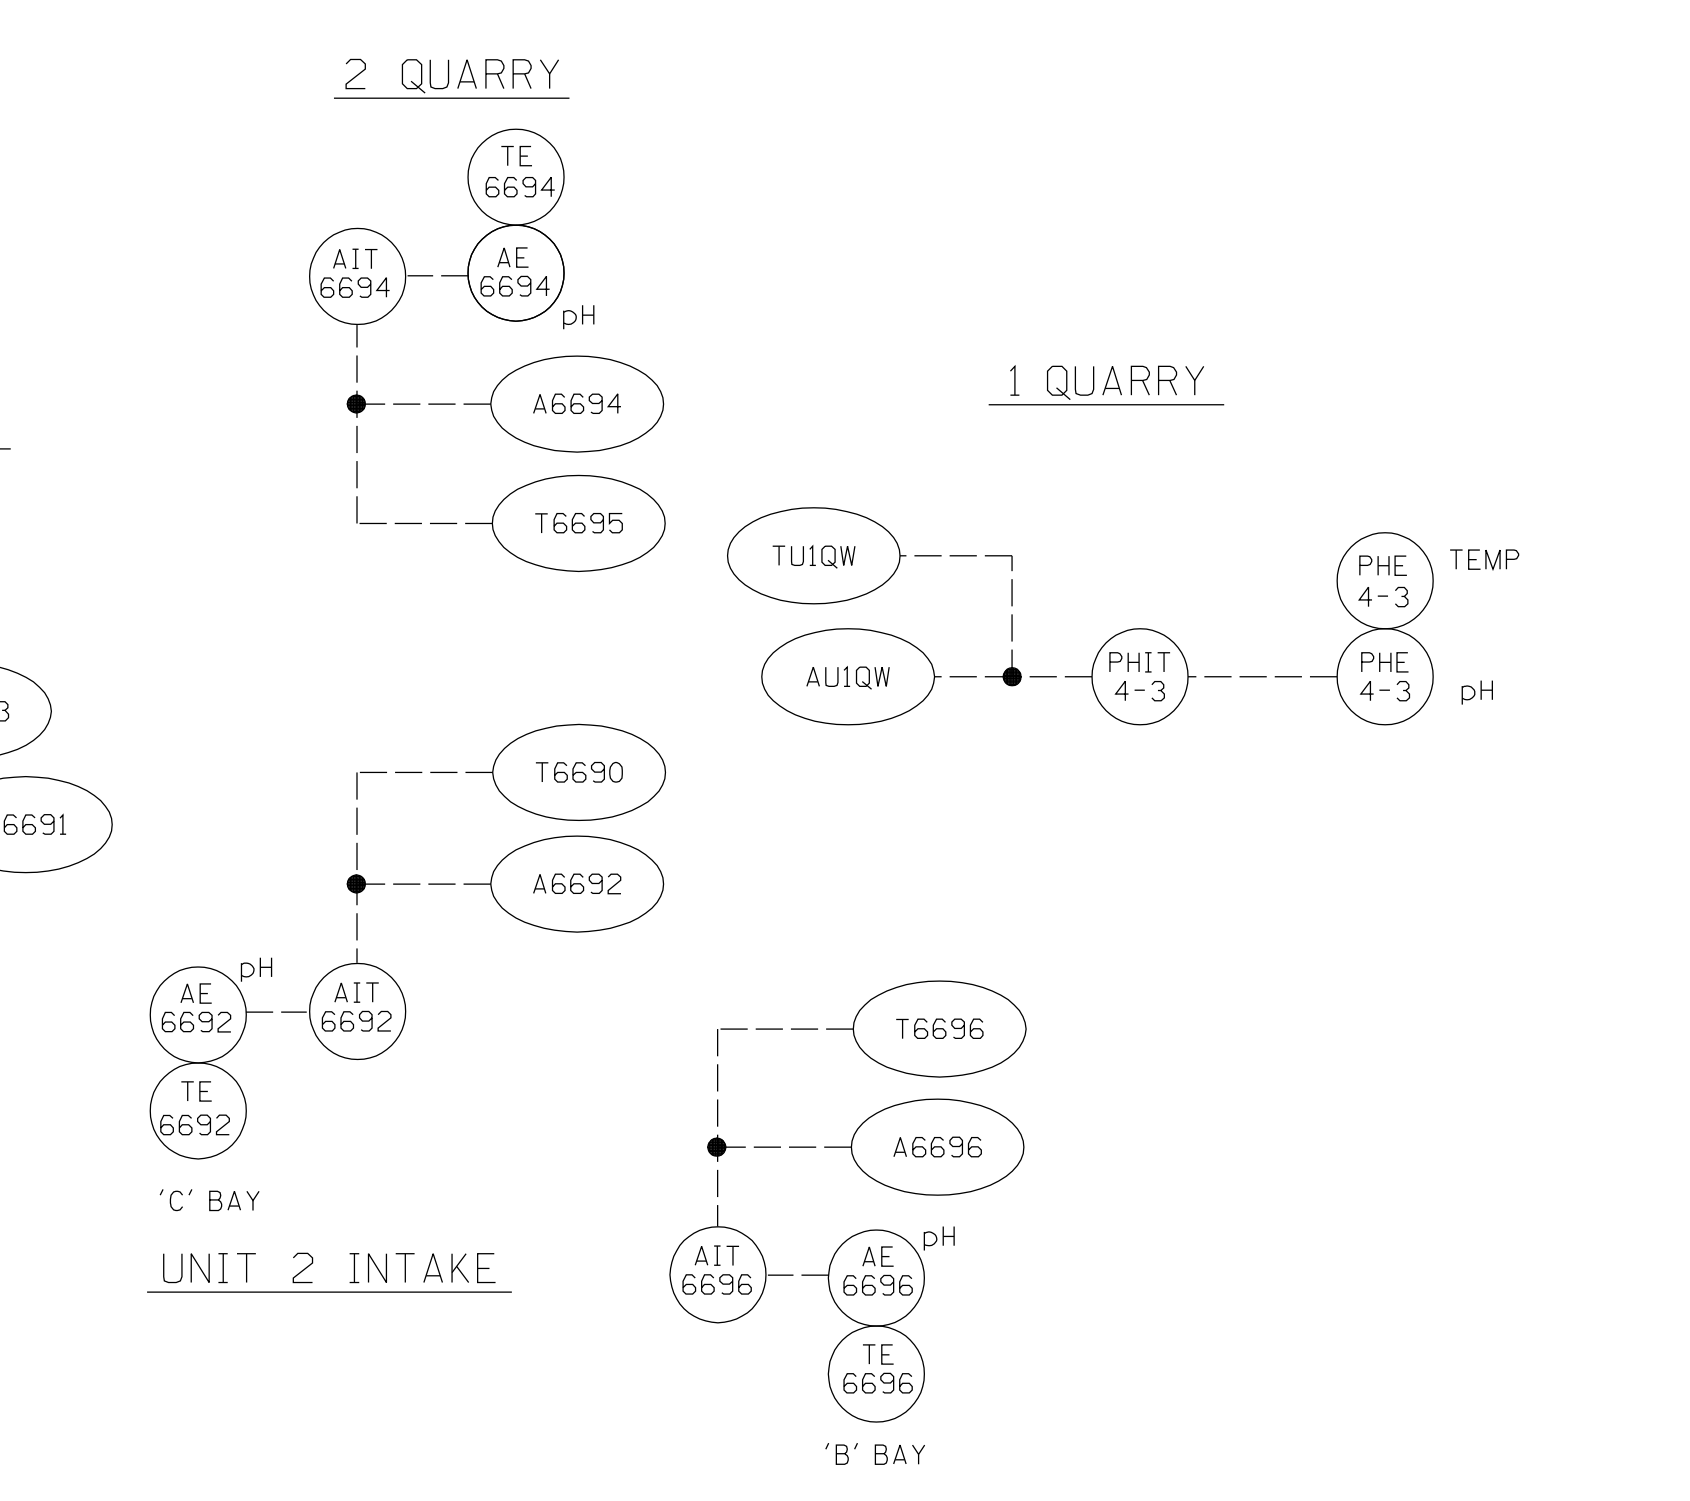 2 QUARRY
TE
6694
AIT
6694
AE
6694
pH
A6694
T6695
1 QUARRY
TU1QW
AU1QW
PHIT
4-3
PHE
4-3
TEMP
PHE
4-3
pH
3
6691
T6690
A6692
pH
AE
6692
AIT
6692
TE
6692
'C' BAY
UNIT 2 INTAKE
T6696
A6696
AIT
6696
AE
6696
pH
TE
6696
'B' BAY